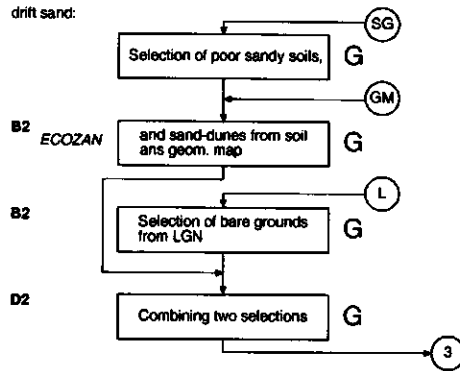 drift sand:
SG
Selection of poor sandy soils,
G
GM
B2
ECOZAN
and sand-dunes from soil
ans geom. map
G
L
B2
Selection of bare grounds
from LGN
G
D2
Combining two selections
G
3